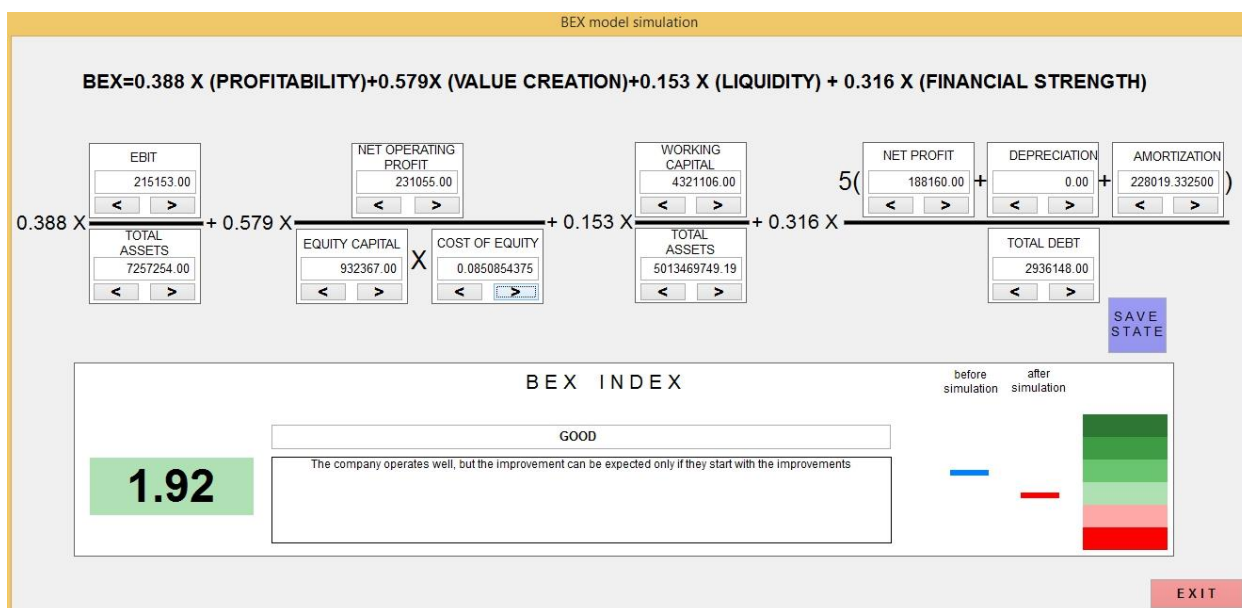 BEX model simulation
BEX=0.388 X (PROFITABILITY)+0.579X (VALUE CREATION)+0.153 X (LIQUIDITY) + 0.316 X (FINANCIAL STRENGTH)
0.388 X
EBIT
215153.00
< >
TOTAL
ASSETS
7257254.00
< >
+ 0.579 X
NET OPERATING
PROFIT
231055.00
< >
EQUITY CAPITAL
932367.00
< >
X
COST OF EQUITY
0.0850854375
< >
+ 0.153 X
WORKING
CAPITAL
4321106.00
< >
TOTAL
ASSETS
5013469749.19
< >
+ 0.316 X
5(
NET PROFIT
188160.00
< >
+
DEPRECIATION
0.00
< >
+
AMORTIZATION
228019.332500
< >
)
TOTAL DEBT
2936148.00
< >
SAVE
STATE
BEX INDEX
before
simulation
after
simulation
GOOD
1.92
The company operates well, but the improvement can be expected only if they start with the improvements
EXIT